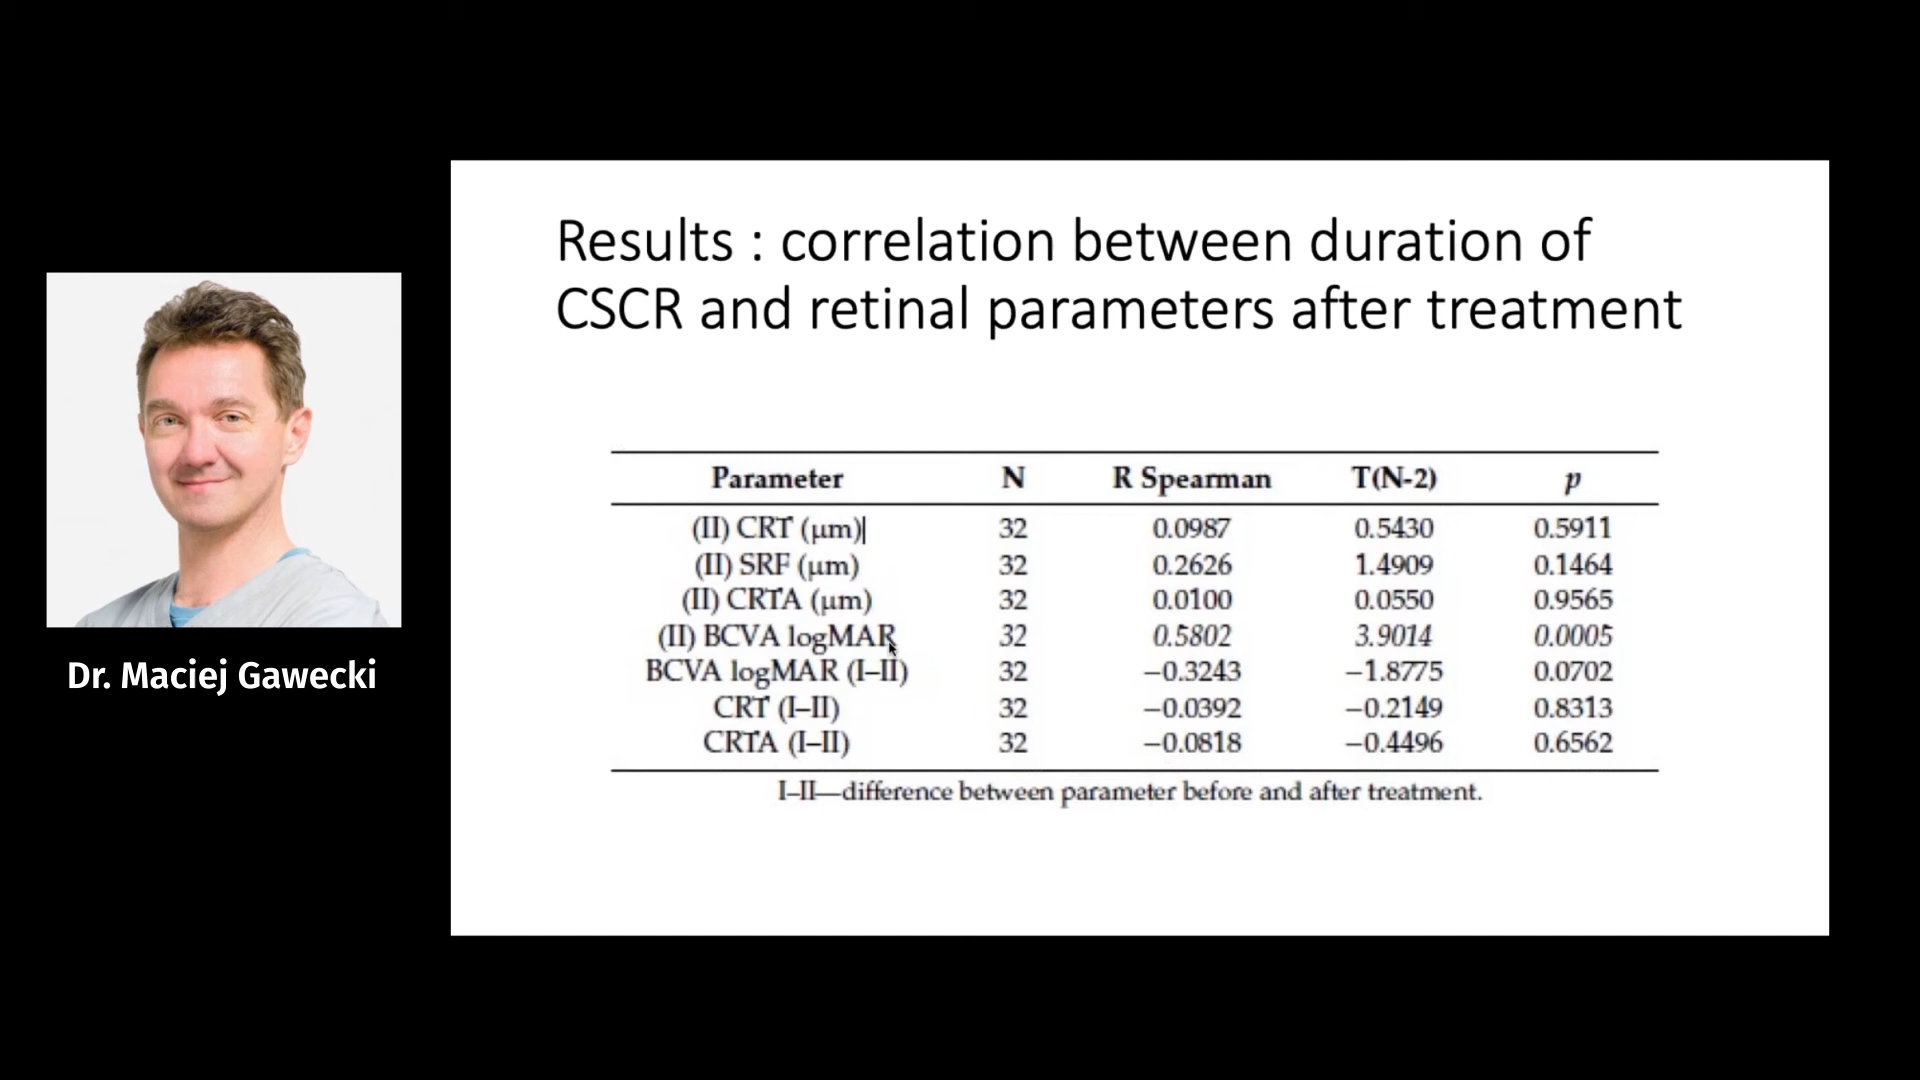 Results : correlation between duration of
CSCR and retinal parameters after treatment
Parameter N R Spearman T(N-2) p
(II) CRT (μm) 32 0.0987 0.5430 0.5911
(II) SRF (μm) 32 0.2626 1.4909 0.1464
(II) CRTA (μm) 32 0.0100 0.0550 0.9565
(II) BCVA logMAR 32 0.5802 3.9014 0.0005
BCVA logMAR (I–II) 32 −0.3243 −1.8775 0.0702
CRT (I–II) 32 −0.0392 −0.2149 0.8313
CRTA (I–II) 32 −0.0818 −0.4496 0.6562
I–II—difference between parameter before and after treatment.
Dr. Maciej Gawecki